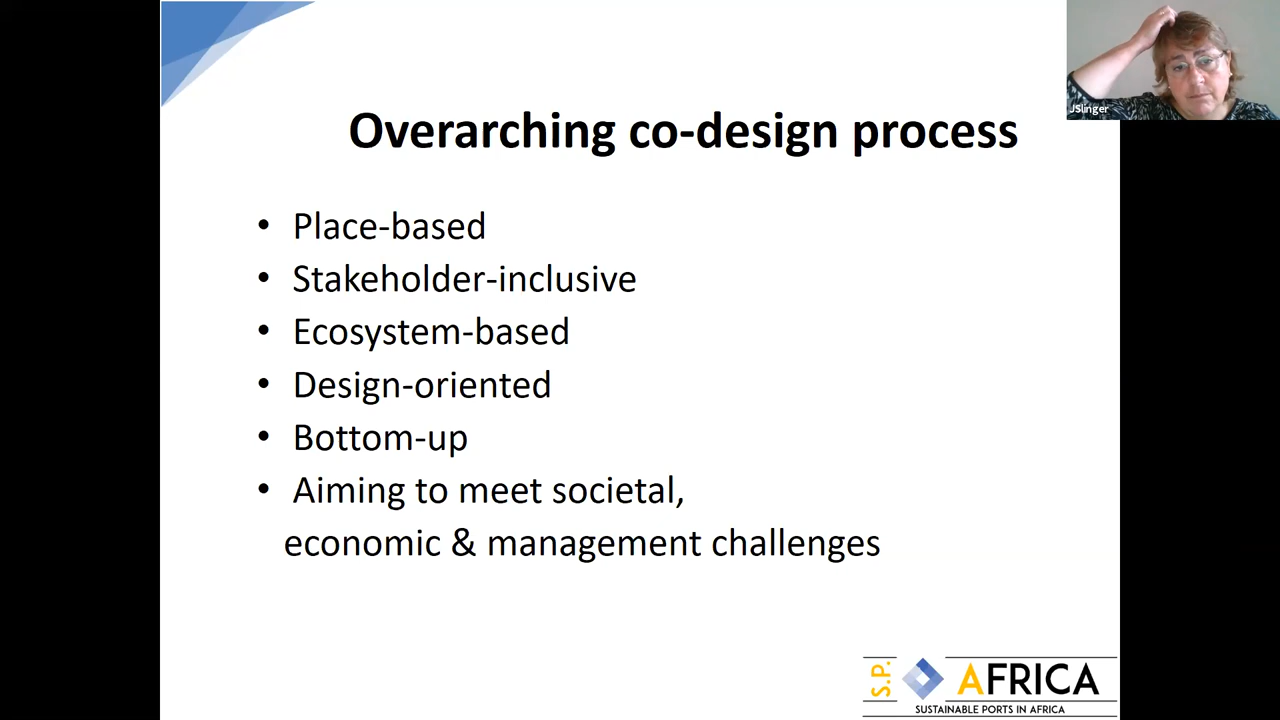 JSlinger
Overarching co-design process
• Place-based
• Stakeholder-inclusive
• Ecosystem-based
• Design-oriented
• Bottom-up
• Aiming to meet societal,
economic & management challenges
S.P. AFRICA
SUSTAINABLE PORTS IN AFRICA